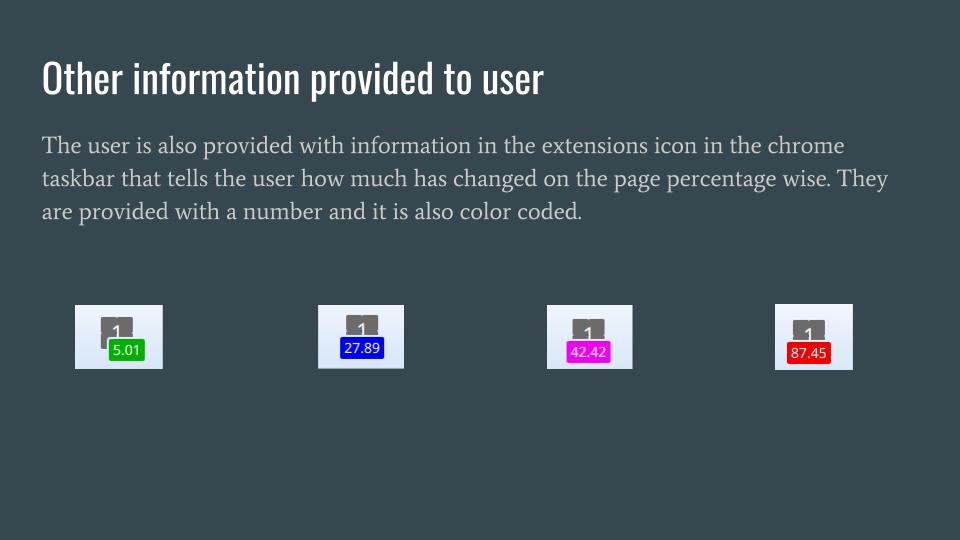 Other information provided to user
The user is also provided with information in the extensions icon in the chrome
taskbar that tells the user how much has changed on the page percentage wise. They
are provided with a number and it is also color coded.
1
5.01
1
27.89
1
42.42
1
87.45